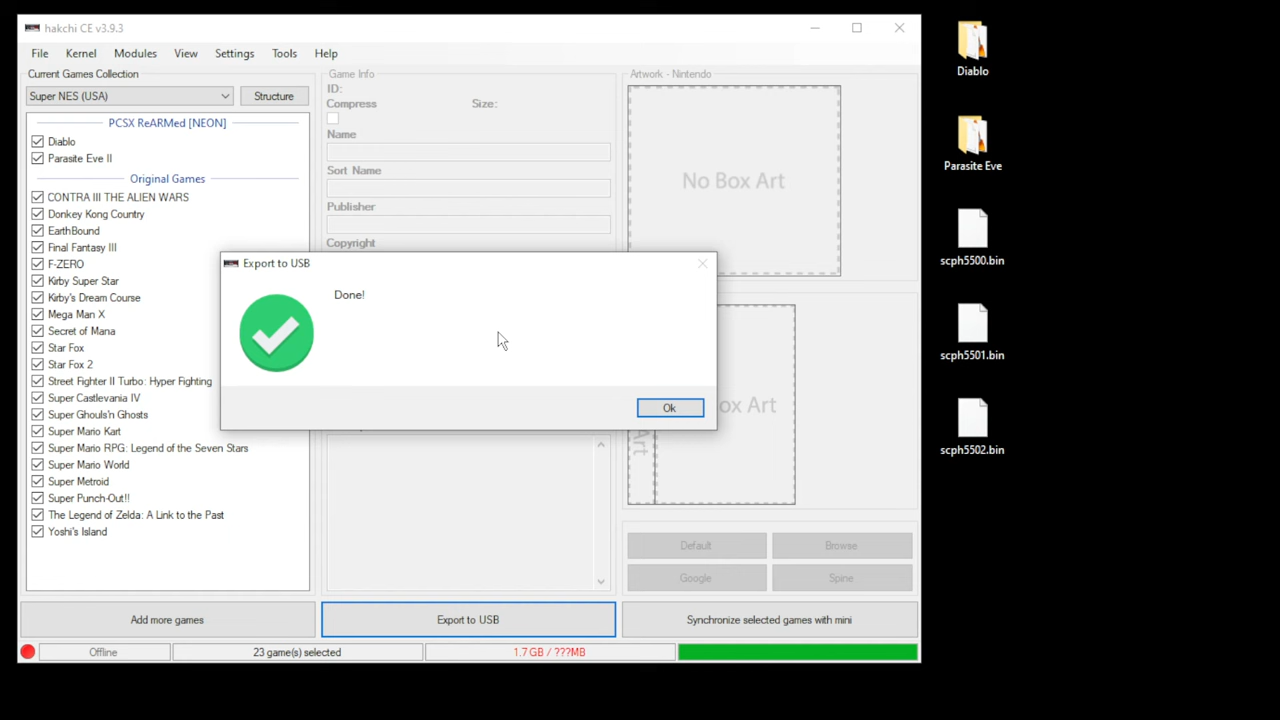 hakchi CE v3.9.3
File Kernel Modules View Settings Tools Help
Current Games Collection
Super NES (USA) Structure
PCSX ReARMed [NEON]
Diablo
Parasite Eve II
Original Games
CONTRA III THE ALIEN WARS
Donkey Kong Country
EarthBound
Final Fantasy III
F-ZERO
Kirby Super Star
Kirby's Dream Course
Mega Man X
Secret of Mana
Star Fox
Star Fox 2
Street Fighter II Turbo: Hyper Fighting
Super Castlevania IV
Super Ghouls'n Ghosts
Super Mario Kart
Super Mario RPG: Legend of the Seven Stars
Super Mario World
Super Metroid
Super Punch-Out!!
The Legend of Zelda: A Link to the Past
Yoshi's Island
Game Info
ID:
Compress Size:
Name
Sort Name
Publisher
Copyright
Artwork - Nintendo
No Box Art
Export to USB
Done!
Ok
ox Art
Art
Default Browse
Google Spine
Add more games Export to USB Synchronize selected games with mini
Offline 23 game(s) selected 1.7 GB / ???MB
Diablo
Parasite Eve
scph5500.bin
scph5501.bin
scph5502.bin